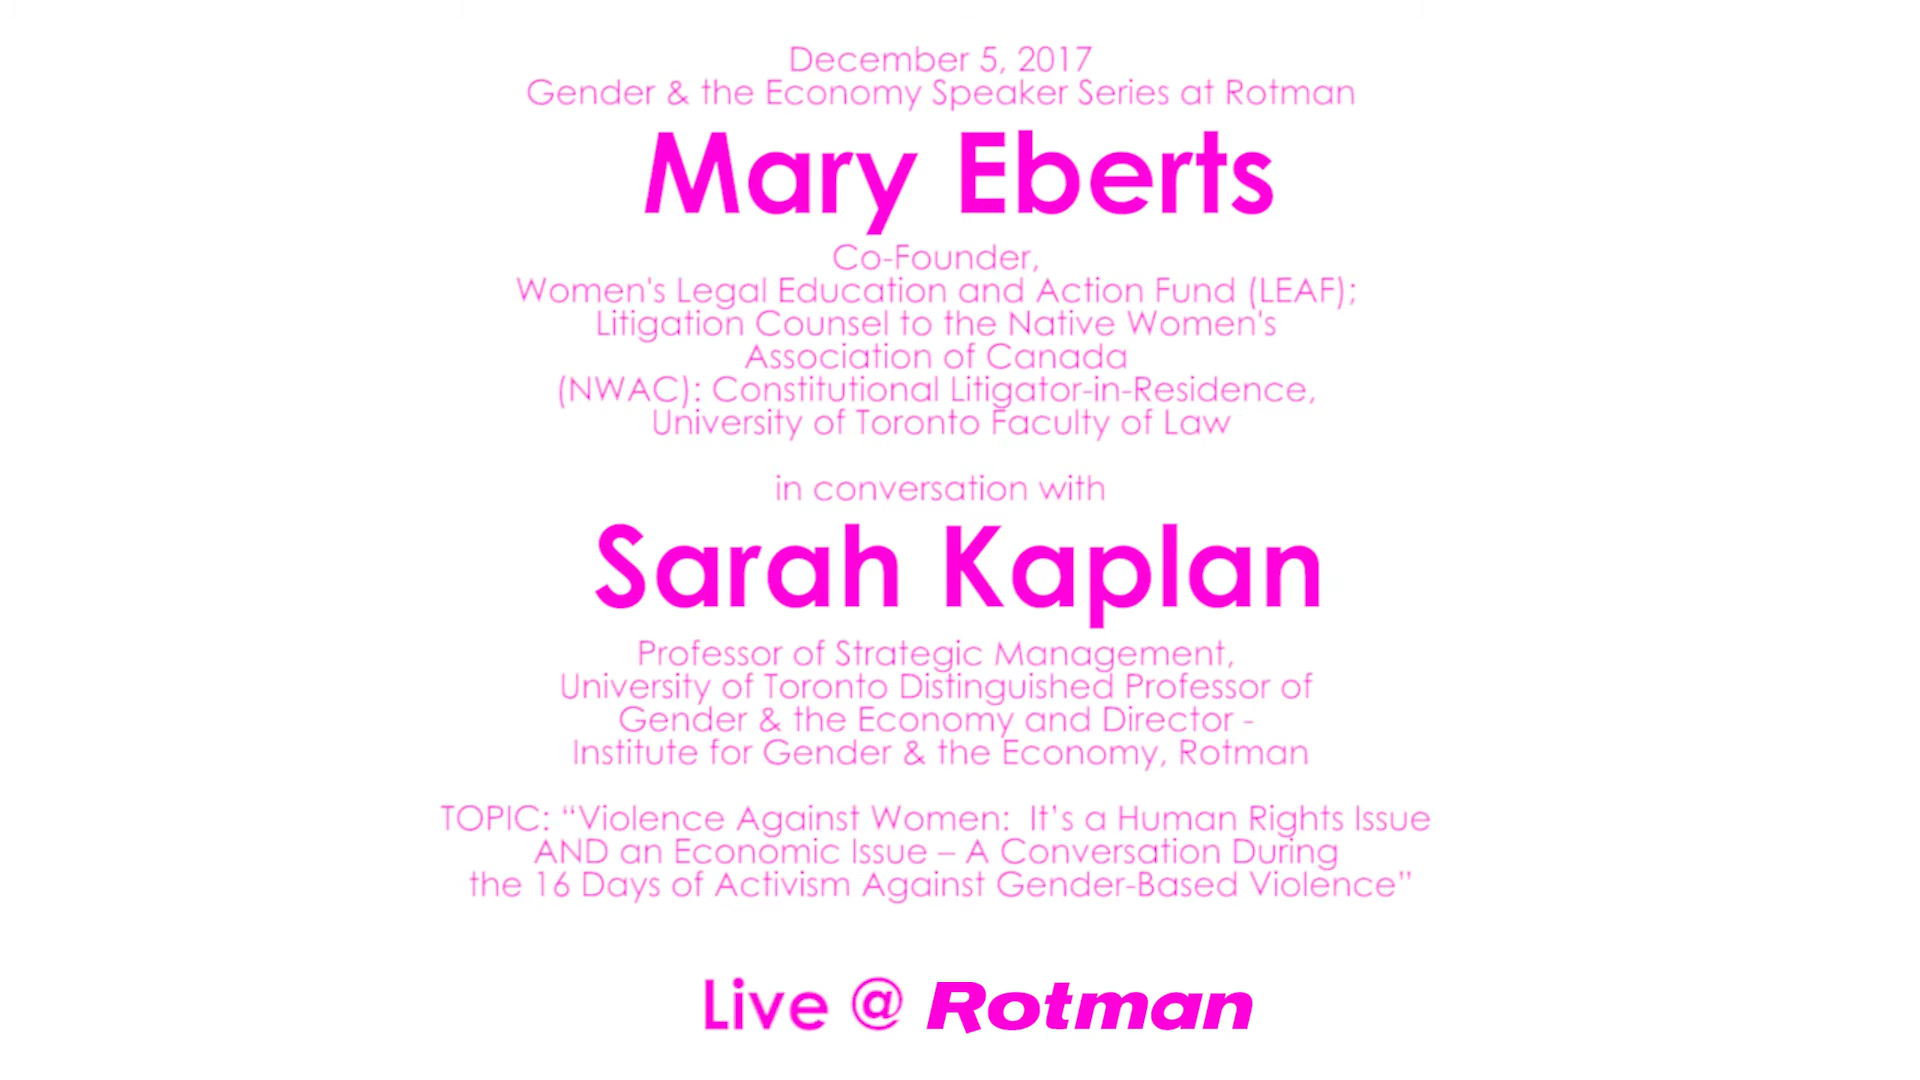 December 5, 2017
Gender & the Economy Speaker Series at Rotman
Mary Eberts
Co-Founder,
Women's Legal Education and Action Fund (LEAF);
Litigation Counsel to the Native Women's
Association of Canada
(NWAC): Constitutional Litigator-in-Residence,
University of Toronto Faculty of Law
in conversation with
Sarah Kaplan
Professor of Strategic Management,
University of Toronto Distinguished Professor of
Gender & the Economy and Director -
Institute for Gender & the Economy, Rotman
TOPIC: “Violence Against Women:  It’s a Human Rights Issue
AND an Economic Issue – A Conversation During
the 16 Days of Activism Against Gender-Based Violence”
Live @ Rotman